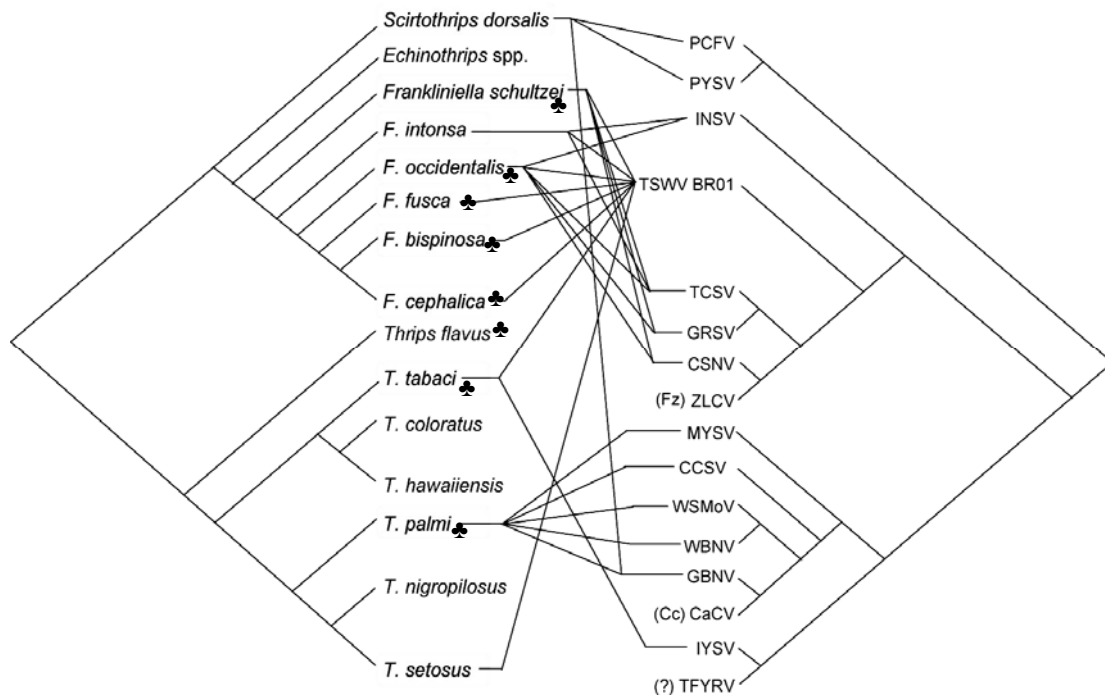 Scirtothrips dorsalis
Echinothrips spp.
Frankliniella schultzei
F. intonsa
F. occidentalis
F. fusca
F. bispinosa
F. cephalica
Thrips flavus
T. tabaci
T. coloratus
T. hawaiiensis
T. palmi
T. nigropilosus
T. setosus
PCFV
PYSV
INSV
TSWV BR01
TCSV
GRSV
CSNV
(Fz) ZLCV
MYSV
CCSV
WSMoV
WBNV
GBNV
(Cc) CaCV
IYSV
(?) TFYRV